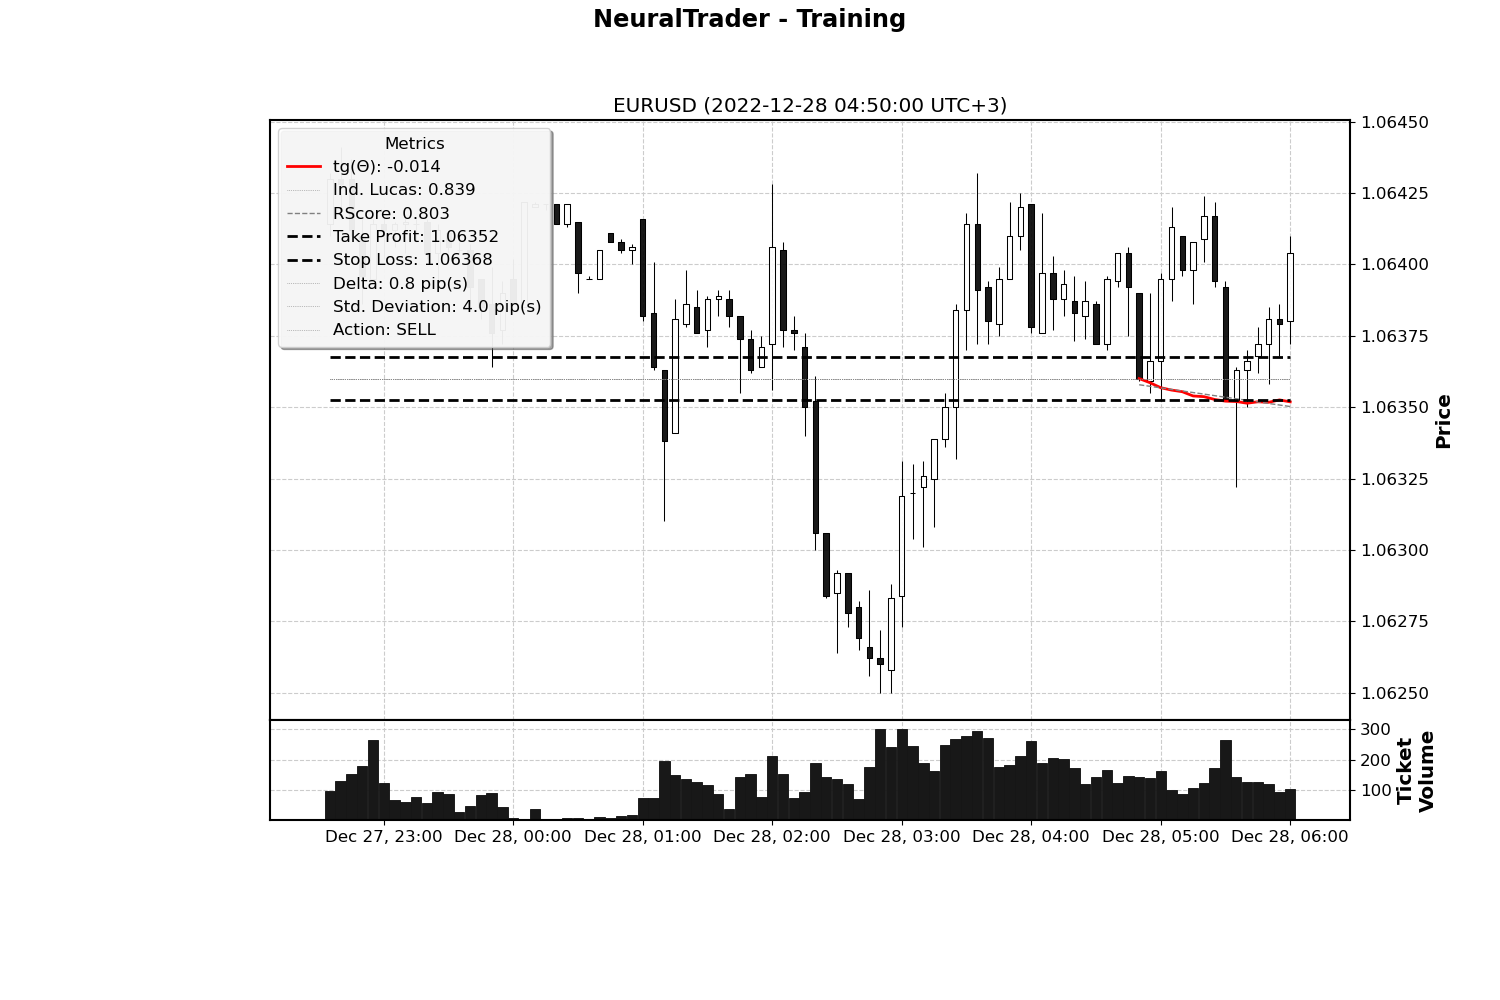 NeuralTrader - Training
EURUSD (2022-12-28 04:50:00 UTC+3)
Metrics
tg(Θ): -0.014
Ind. Lucas: 0.839
RScore: 0.803
Take Profit: 1.06352
Stop Loss: 1.06368
Delta: 0.8 pip(s)
Std. Deviation: 4.0 pip(s)
Action: SELL
1.06450
1.06425
1.06400
1.06375
1.06350
1.06325
1.06300
1.06275
1.06250
Price
300
200
100
Ticket
Volume
Dec 27, 23:00
Dec 28, 00:00
Dec 28, 01:00
Dec 28, 02:00
Dec 28, 03:00
Dec 28, 04:00
Dec 28, 05:00
Dec 28, 06:00